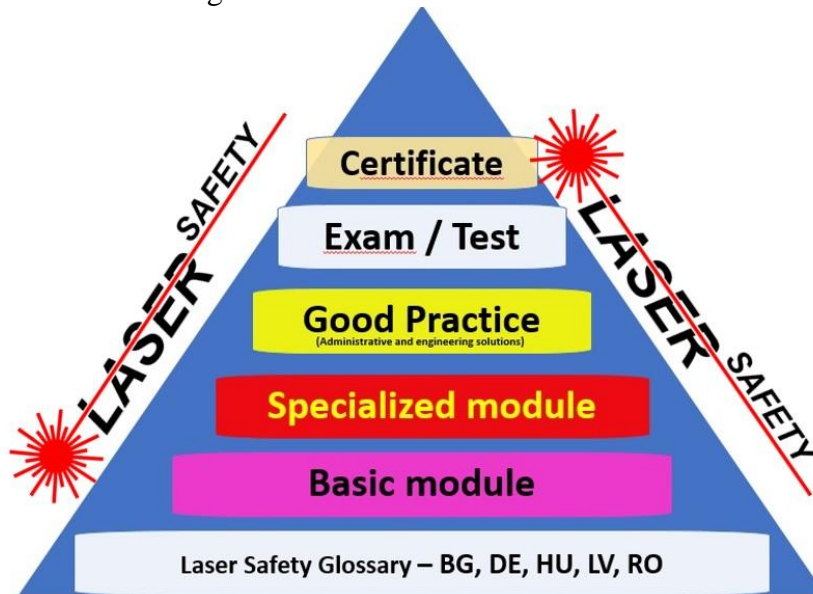 Certificate
Exam / Test
Good Practice
(Administrative and engineering solutions)
Specialized module
Basic module
Laser Safety Glossary – BG, DE, HU, LV, RO
LASER SAFETY
LASER SAFETY